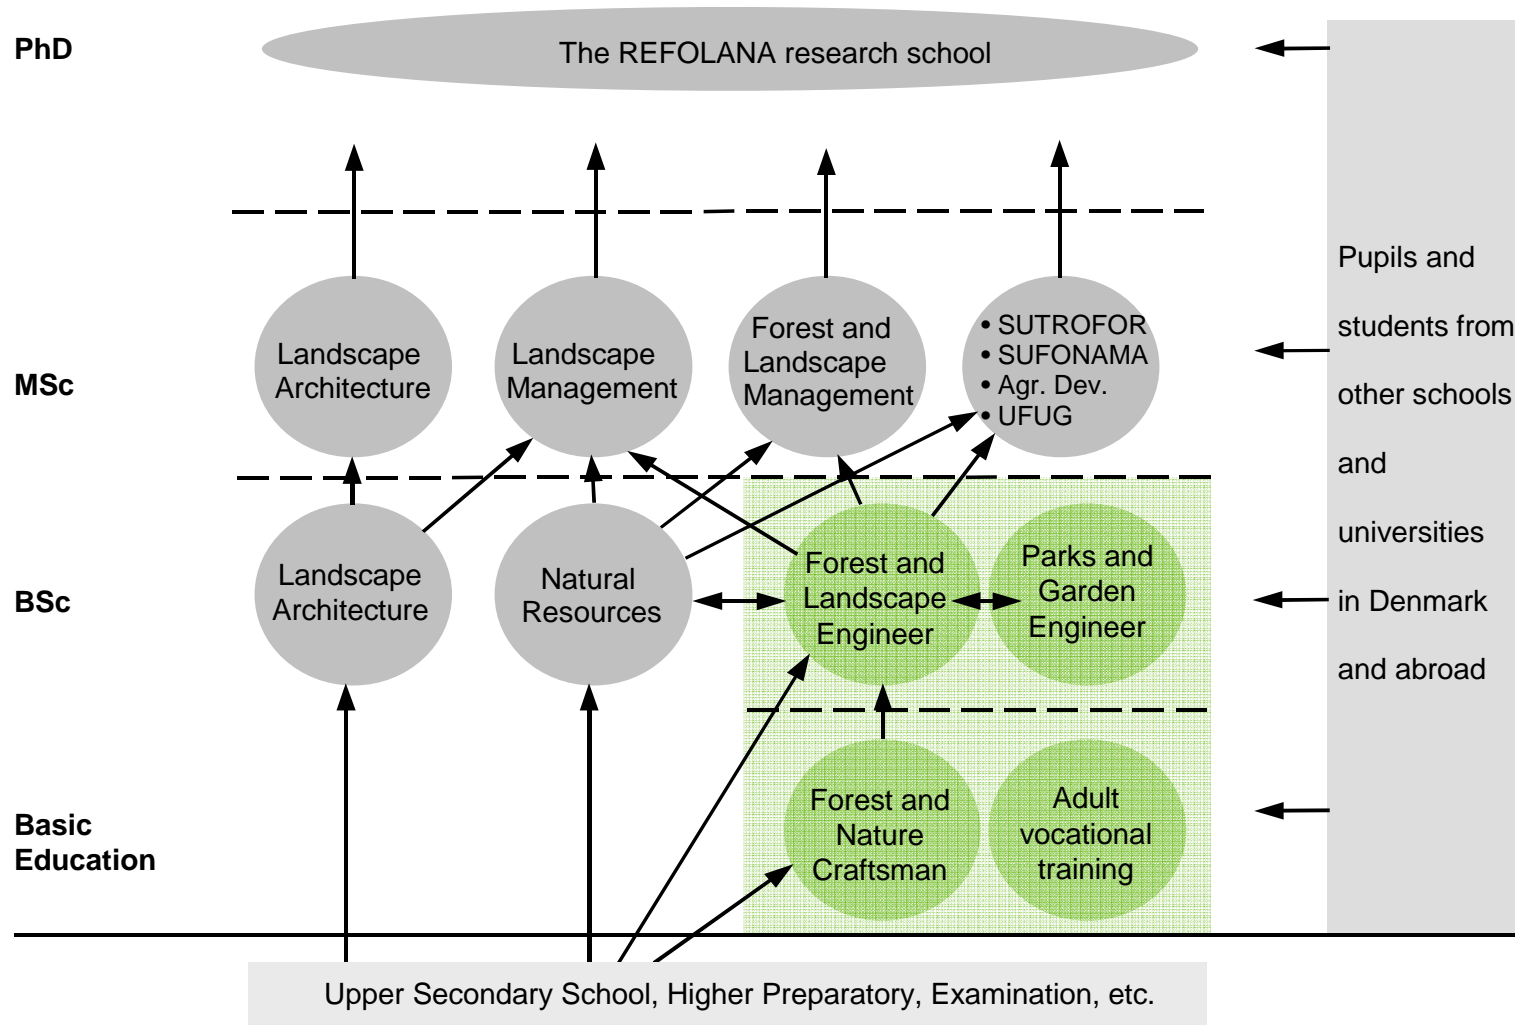 PhD
The REFOLANA research school
MSc
Landscape
Architecture
Landscape
Management
Forest and
Landscape
Management
• SUTROFOR
• SUFONAMA
• Agr. Dev.
• UFUG
BSc
Landscape
Architecture
Natural
Resources
Forest and
Landscape
Engineer
Parks and
Garden
Engineer
Basic
Education
Forest and
Nature
Craftsman
Adult
vocational
training
Upper Secondary School, Higher Preparatory, Examination, etc.
Pupils and
students from
other schools
and
universities
in Denmark
and abroad